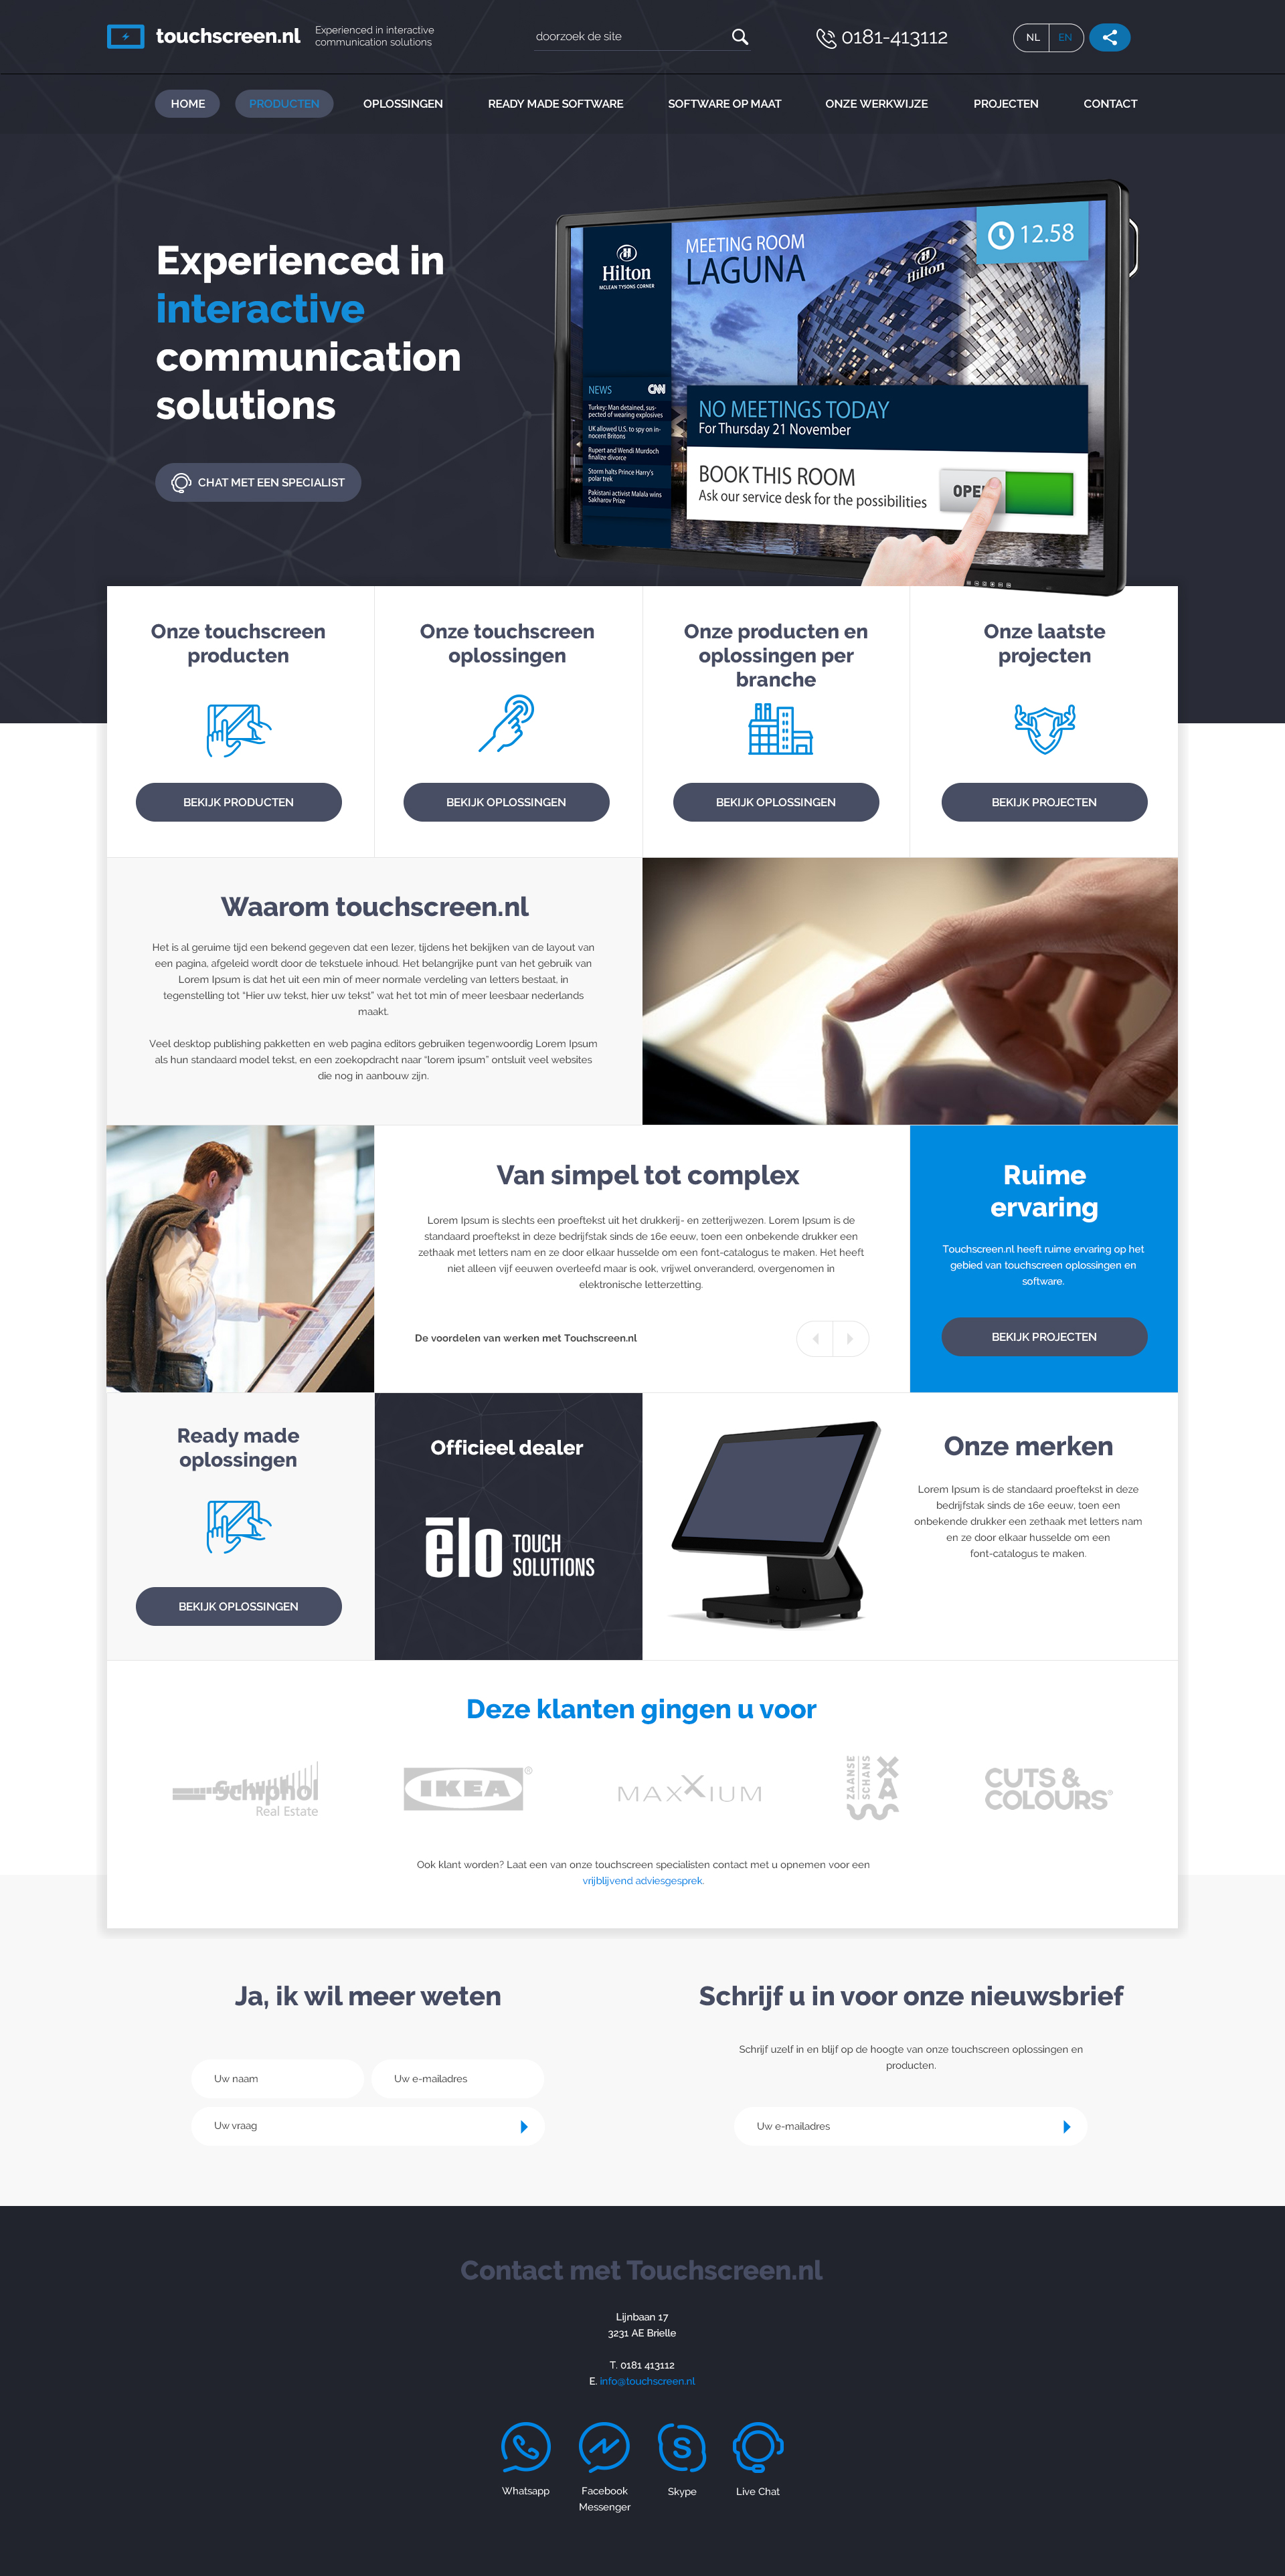 touchscreen.nl
Experienced in interactive
communication solutions
doorzoek de site
0181-413112
NL EN
HOME PRODUCTEN OPLOSSINGEN READY MADE SOFTWARE SOFTWARE OP MAAT ONZE WERKWIJZE PROJECTEN CONTACT
Experienced in
interactive
communication
solutions
CHAT MET EEN SPECIALIST
Hilton
MCLEAN TYSONS CORNER
MEETING ROOM
LAGUNA
Hilton
12.58
NEWS CNN
Turkey: Man detained, sus-
pected of wearing explosives
UK allowed U.S. to spy on in-
nocent Britons
Rupert and Wendi Murdoch
finalize divorce
Storm halts Prince Harry's
polar trek
Pakistani activist Malala wins
Sakharov Prize
NO MEETINGS TODAY
For Thursday 21 November
BOOK THIS ROOM
Ask our service desk for the possibilities
OPE
Onze touchscreen
producten
BEKIJK PRODUCTEN
Onze touchscreen
oplossingen
BEKIJK OPLOSSINGEN
Onze producten en
oplossingen per
branche
BEKIJK OPLOSSINGEN
Onze laatste
projecten
BEKIJK PROJECTEN
Waarom touchscreen.nl
Het is al geruime tijd een bekend gegeven dat een lezer, tijdens het bekijken van de layout van
een pagina, afgeleid wordt door de tekstuele inhoud. Het belangrijke punt van het gebruik van
Lorem Ipsum is dat het uit een min of meer normale verdeling van letters bestaat, in
tegenstelling tot “Hier uw tekst, hier uw tekst” wat het tot min of meer leesbaar nederlands
maakt.
Veel desktop publishing pakketten en web pagina editors gebruiken tegenwoordig Lorem Ipsum
als hun standaard model tekst, en een zoekopdracht naar “lorem ipsum” ontsluit veel websites
die nog in aanbouw zijn.
Van simpel tot complex
Lorem Ipsum is slechts een proeftekst uit het drukkerij- en zetterijwezen. Lorem Ipsum is de
standaard proeftekst in deze bedrijfstak sinds de 16e eeuw, toen een onbekende drukker een
zethaak met letters nam en ze door elkaar husselde om een font-catalogus te maken. Het heeft
niet alleen vijf eeuwen overleefd maar is ook, vrijwel onveranderd, overgenomen in
elektronische letterzetting.
De voordelen van werken met Touchscreen.nl
Ruime
ervaring
Touchscreen.nl heeft ruime ervaring op het
gebied van touchscreen oplossingen en
software.
BEKIJK PROJECTEN
Ready made
oplossingen
BEKIJK OPLOSSINGEN
Officieel dealer
ēlo TOUCH
SOLUTIONS
Onze merken
Lorem Ipsum is de standaard proeftekst in deze
bedrijfstak sinds de 16e eeuw, toen een
onbekende drukker een zethaak met letters nam
en ze door elkaar husselde om een
font-catalogus te maken.
Deze klanten gingen u voor
Schiphol
Real Estate
IKEA®
MAXXIUM
ZAANSE
SCHANS
XA
CUTS &
COLOURS®
Ook klant worden? Laat een van onze touchscreen specialisten contact met u opnemen voor een
vrijblijvend adviesgesprek.
Ja, ik wil meer weten
Uw naam
Uw e-mailadres
Uw vraag
Schrijf u in voor onze nieuwsbrief
Schrijf uzelf in en blijf op de hoogte van onze touchscreen oplossingen en
producten.
Uw e-mailadres
Contact met Touchscreen.nl
Lijnbaan 17
3231 AE Brielle
T. 0181 413112
E. info@touchscreen.nl
Whatsapp
Facebook
Messenger
Skype
Live Chat